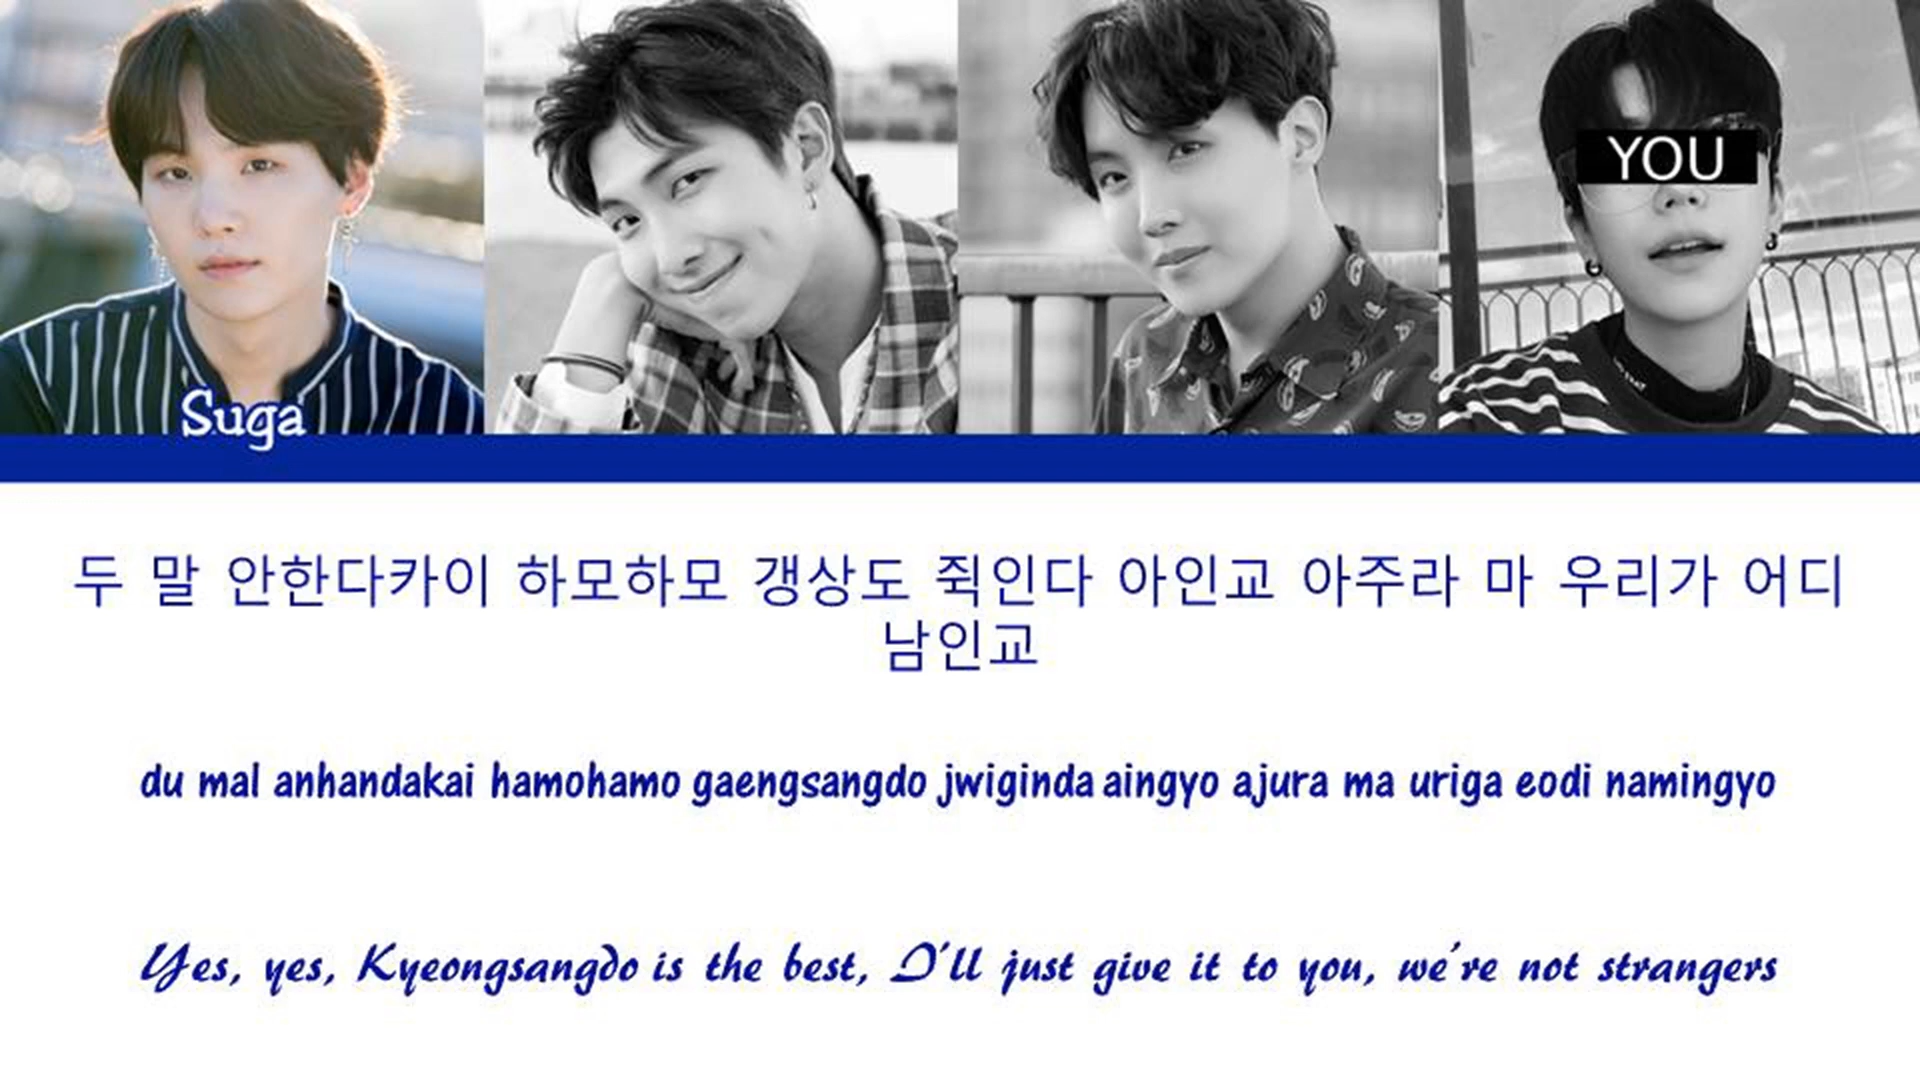 YOU
Suga
두 말 안한다카이 하모하모 갱상도 쥑인다 아인교 아주라 마 우리가 어디
남인교
du mal anhandakai hamohamo gaengsangdo jwiginda aingyo ajura ma uriga eodi namingyo
Yes, yes, Kyeongsangdo is the best, I'll just give it to you, we're not strangers